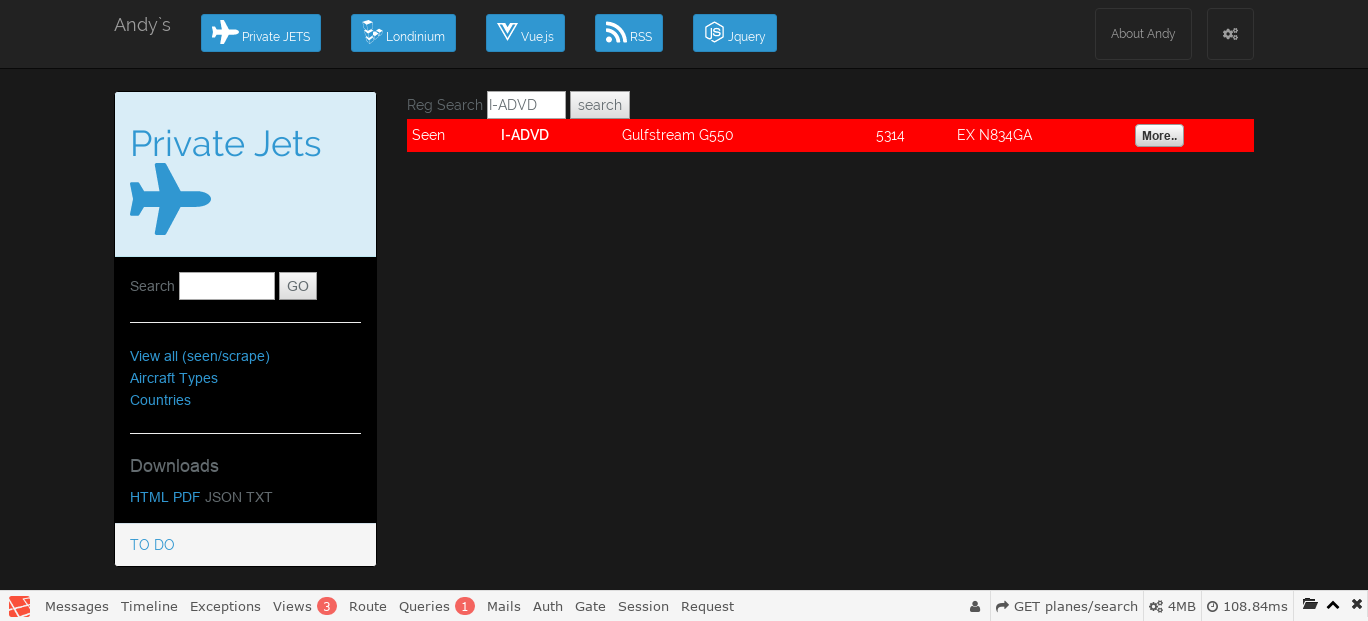 Andy`s Private JETS Londinium Vue.js RSS Jquery About Andy
Private Jets
Search GO
View all (seen/scrape)
Aircraft Types
Countries
Downloads
HTML PDF JSON TXT
TO DO
Reg Search I-ADVD search
Seen I-ADVD Gulfstream G550 5314 EX N834GA More..
Messages Timeline Exceptions Views 3 Route Queries 1 Mails Auth Gate Session Request GET planes/search 4MB 108.84ms